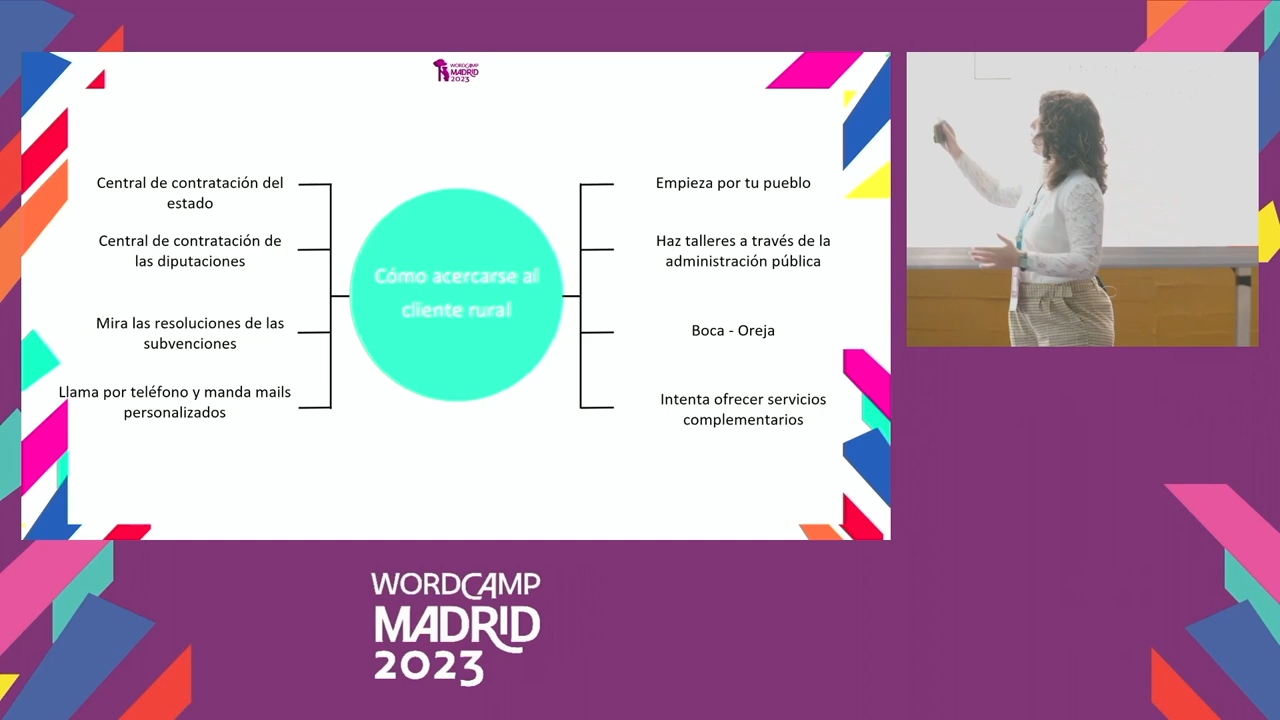 WORDCAMP
MADRID
2023
Central de contratación del
estado
Central de contratación de
las diputaciones
Mira las resoluciones de las
subvenciones
Llama por teléfono y manda mails
personalizados
Cómo acercarse al
cliente rural
Empieza por tu pueblo
Haz talleres a través de la
administración pública
Boca - Oreja
Intenta ofrecer servicios
complementarios
WORDCAMP
MADRID
2023